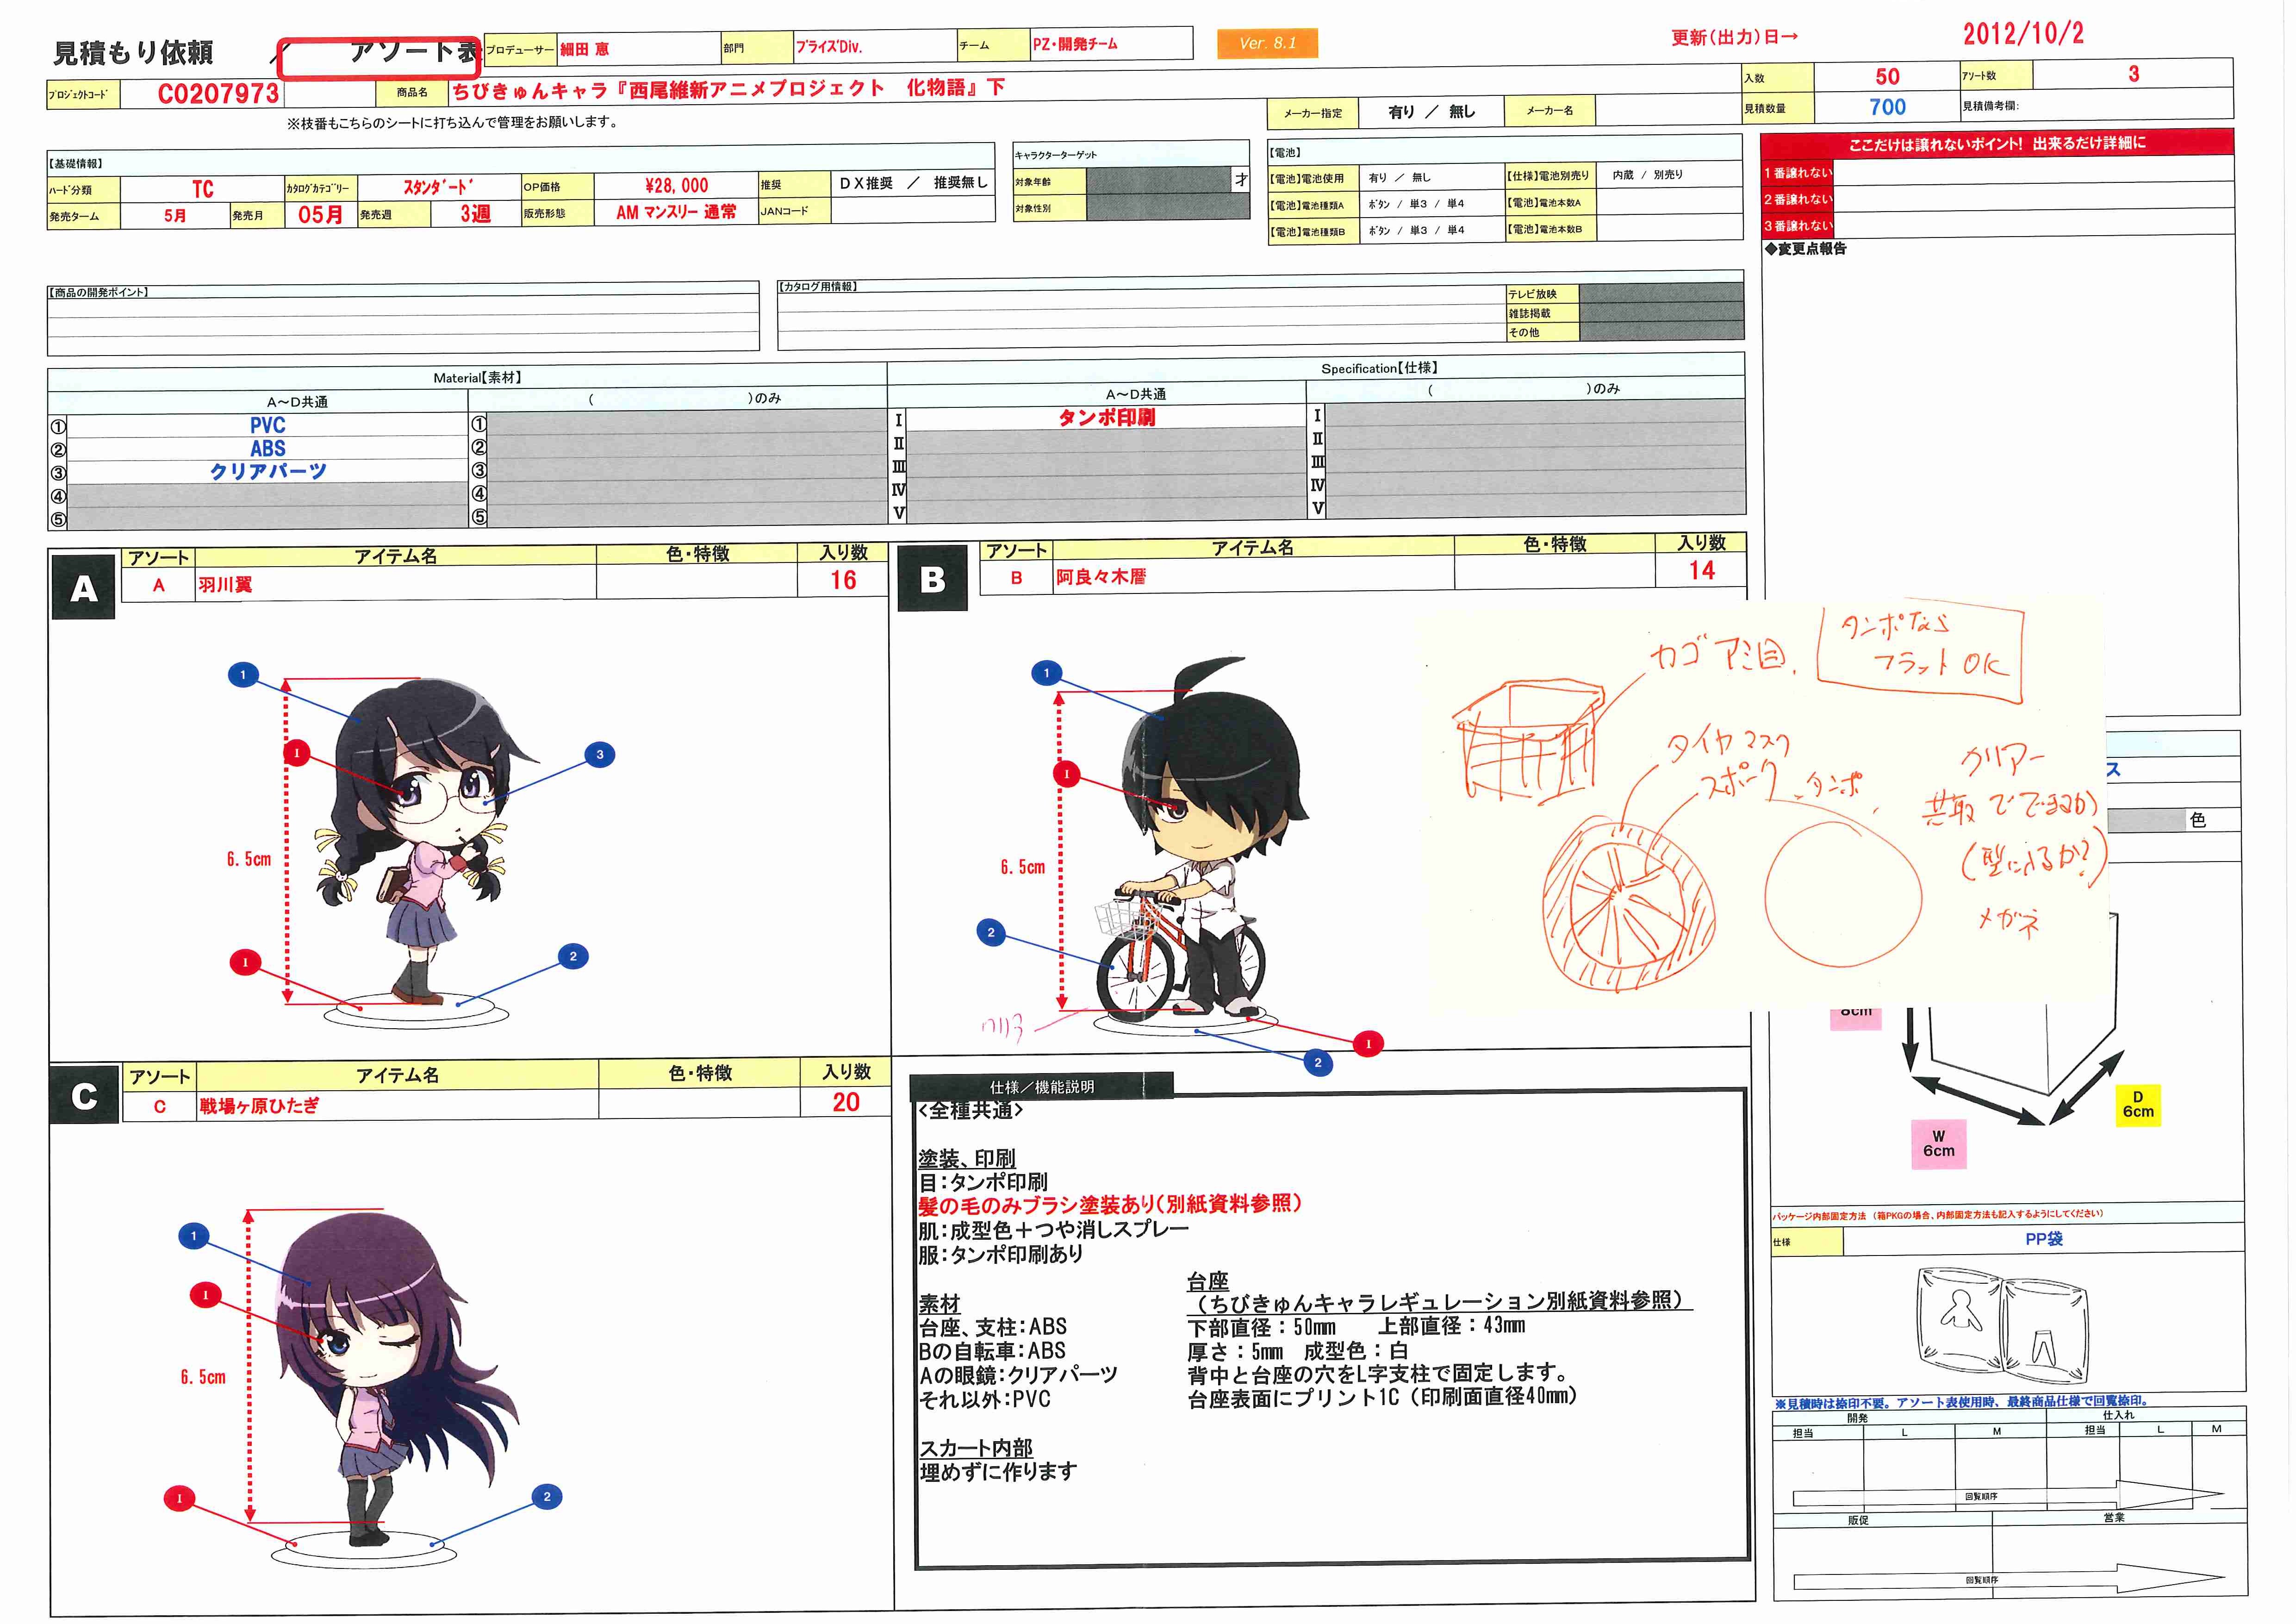 見積もり依頼 ／ アソート表
プロデューサー 細田 恵 部門 プライズDiv. チーム PZ・開発チーム
Ver. 8.1
更新(出力)日→ 2012/10/2
プロジェクトコード C0207973 商品名 ちびきゅんキャラ『西尾維新アニメプロジェクト 化物語』下
入数 50 アソート数 3
※枝番もこちらのシートに打ち込んで管理をお願いします。
メーカー指定 有り ／ 無し メーカー名
見積数量 700 見積備考欄:
【基礎情報】
ハード分類 TC カタログカテゴリー スタンダード OP価格 ¥28,000 推奨 DX推奨 ／ 推奨無し
発売ターム 5月 発売月 05月 発売週 3週 販売形態 AM マンスリー 通常 JANコード
キャラクターターゲット
対象年齢 才
対象性別
【電池】
【電池】電池使用 有り / 無し 【仕様】電池別売り 内蔵 / 別売り
【電池】電池種類A ボタン / 単3 / 単4 【電池】電池本数A
【電池】電池種類B ボタン / 単3 / 単4 【電池】電池本数B
ここだけは譲れないポイント! 出来るだけ詳細に
1番譲れない
2番譲れない
3番譲れない
◆変更点報告
【商品の開発ポイント】
【カタログ用情報】
テレビ放映
雑誌掲載
その他
Material【素材】 Specification【仕様】
A～D共通 ( )のみ A～D共通 ( )のみ
① PVC ① Ⅰ タンポ印刷 Ⅰ
② ABS ② Ⅱ Ⅱ
③ クリアパーツ ③ Ⅲ Ⅲ
④ ④ Ⅳ Ⅳ
⑤ ⑤ Ⅴ Ⅴ
A アソート アイテム名 色・特徴 入り数
A 羽川翼 16
1
I
3
6.5cm
I
2
B アソート アイテム名 色・特徴 入り数
B 阿良々木暦 14
1
I
6.5cm
2
クリア
I
2
カゴアミ目.
タンポなら
フラットOK
タイヤマスク
スポーク タンポ
クリアー
共取でできるか
(型によるか?)
メガネ
ス
色
8cm
W
6cm
D
6cm
C アソート アイテム名 色・特徴 入り数
C 戦場ヶ原ひたぎ 20
1
I
6.5cm
I
2
仕様／機能説明
<全種共通>
塗装、印刷
目:タンポ印刷
髪の毛のみブラシ塗装あり(別紙資料参照)
肌:成型色＋つや消しスプレー
服:タンポ印刷あり
素材
台座、支柱:ABS
Bの自転車:ABS
Aの眼鏡:クリアパーツ
それ以外:PVC
スカート内部
埋めずに作ります
台座
（ちびきゅんキャラレギュレーション別紙資料参照）
下部直径：50mm 上部直径：43mm
厚さ：5mm 成型色：白
背中と台座の穴をL字支柱で固定します。
台座表面にプリント1C（印刷面直径40mm）
パッケージ内部固定方法 (箱PKGの場合、内部固定方法も記入するようにしてください)
仕様 PP袋
※見積時は捺印不要。アソート表使用時、最終商品仕様で回覧捺印。
開発 仕入れ
担当 L M 担当 L M
回覧順序
販促 営業
回覧順序